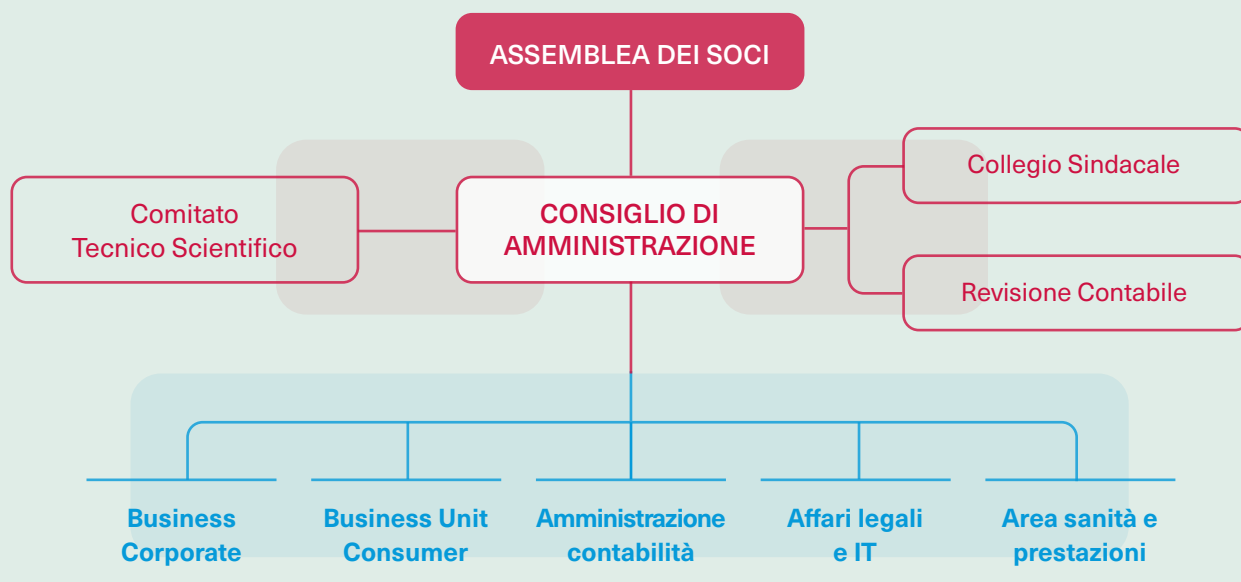 ASSEMBLEA DEI SOCI
Comitato
Tecnico Scientifico
CONSIGLIO DI
AMMINISTRAZIONE
Collegio Sindacale
Revisione Contabile
Business
Corporate
Business Unit
Consumer
Amministrazione
contabilità
Affari legali
e IT
Area sanità e
prestazioni